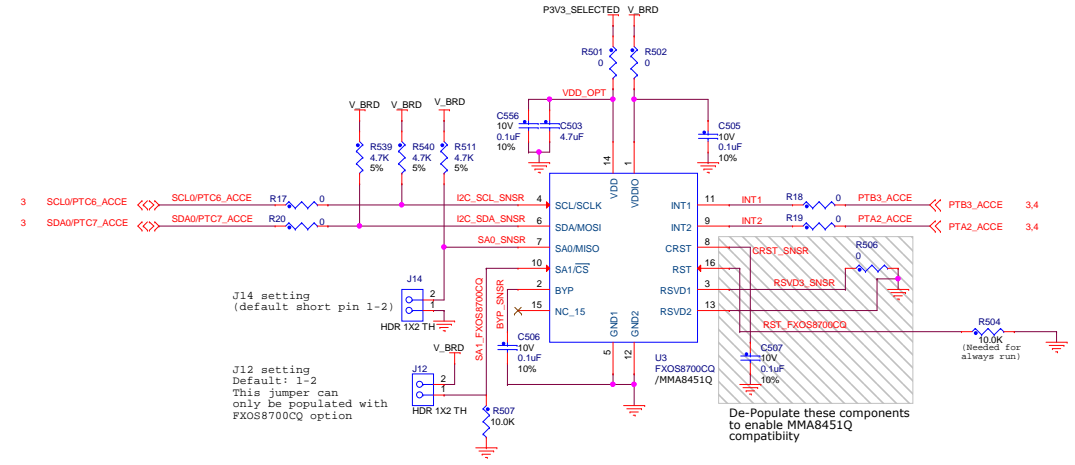 P3V3_SELECTED
V_BRD
R501
0
R502
0
VDD_OPT
V_BRD
V_BRD
V_BRD
C556
10V
0.1uF
10%
C503
4.7uF
C505
10V
0.1uF
10%
R539
4.7K
5%
R540
4.7K
5%
R511
4.7K
5%
14
1
VDD
VDDIO
3
SCL0/PTC6_ACCE
SCL0/PTC6_ACCE
R17
0
I2C_SCL_SNSR
4
SCL/SCLK
INT1
11
INT1
R18
0
PTB3_ACCE
PTB3_ACCE
3,4
3
SDA0/PTC7_ACCE
SDA0/PTC7_ACCE
R20
0
I2C_SDA_SNSR
6
SDA/MOSI
INT2
9
INT2
R19
0
PTA2_ACCE
PTA2_ACCE
3,4
SA0_SNSR
7
SA0/MISO
CRST
8
CRST_SNSR
R506
0
10
SA1/CS
RST
16
2
BYP
RSVD1
3
RSVD3_SNSR
15
NC_15
RSVD2
13
BYP_SNSR
SA1_FXOS8700CQ
RST_FXOS8700CQ
R504
10.0K
(Needed for
always run)
J14
2
1
HDR 1X2 TH
J14 setting
(default short pin 1-2)
GND1
GND2
5
12
C506
10V
0.1uF
10%
U3
FXOS8700CQ
/MMA8451Q
C507
10V
0.1uF
10%
V_BRD
J12
2
1
HDR 1X2 TH
J12 setting
Default: 1-2
This jumper can
only be populated with
FXOS8700CQ option
R507
10.0K
De-Populate these components
to enable MMA8451Q
compatibiity